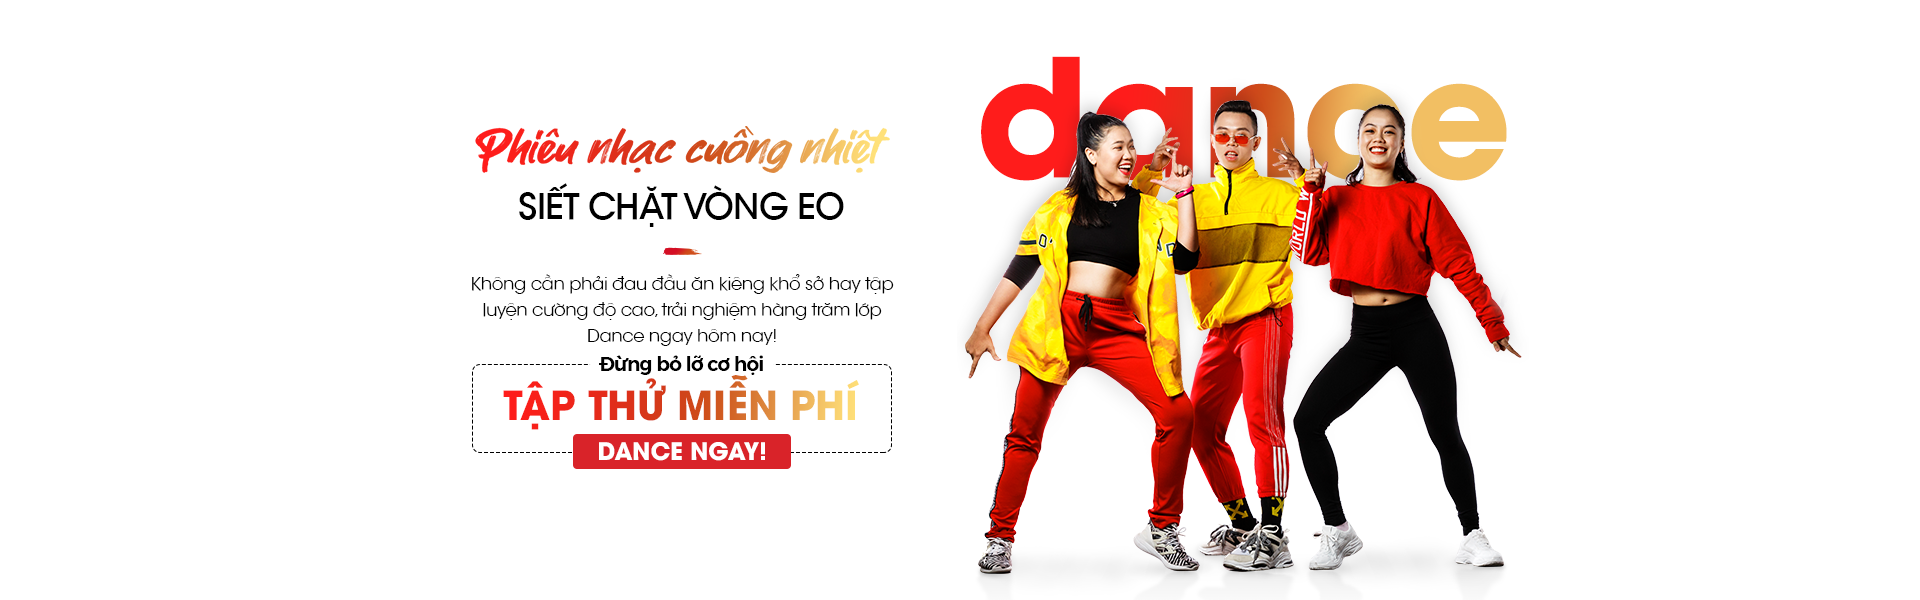 Phiêu nhạc cuồng nhiệt
SIẾT CHẶT VÒNG EO
Không cần phải đau đầu ăn kiêng khổ sở hay tập
luyện cường độ cao, trải nghiệm hàng trăm lớp
Dance ngay hôm nay!
Đừng bỏ lỡ cơ hội
TẬP THỬ MIỄN PHÍ
DANCE NGAY!
dance